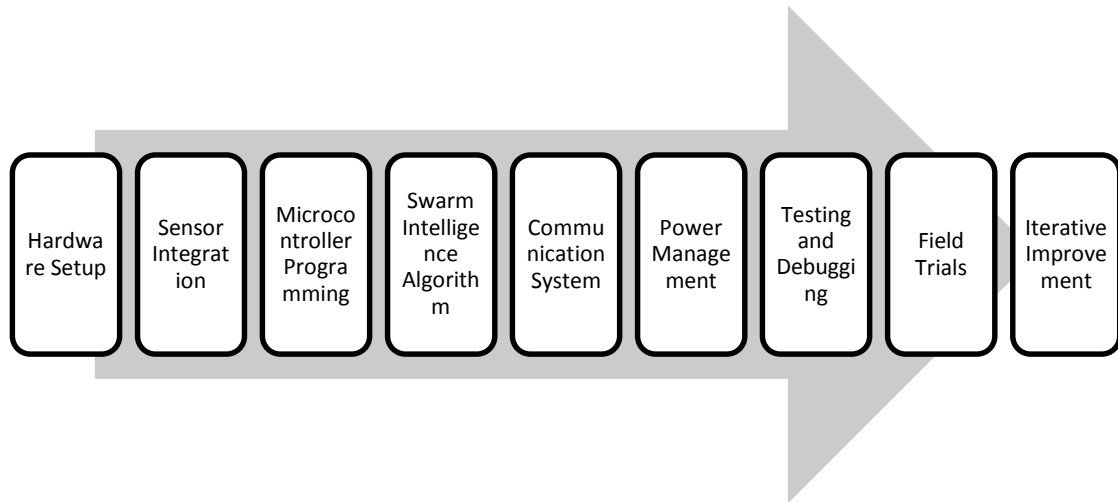 Hardwa
re Setup
Sensor
Integrat
ion
Microco
ntroller
Progra
mming
Swarm
Intellige
nce
Algorith
m
Commu
nication
System
Power
Manage
ment
Testing
and
Debuggi
ng
Field
Trials
Iterative
Improve
ment